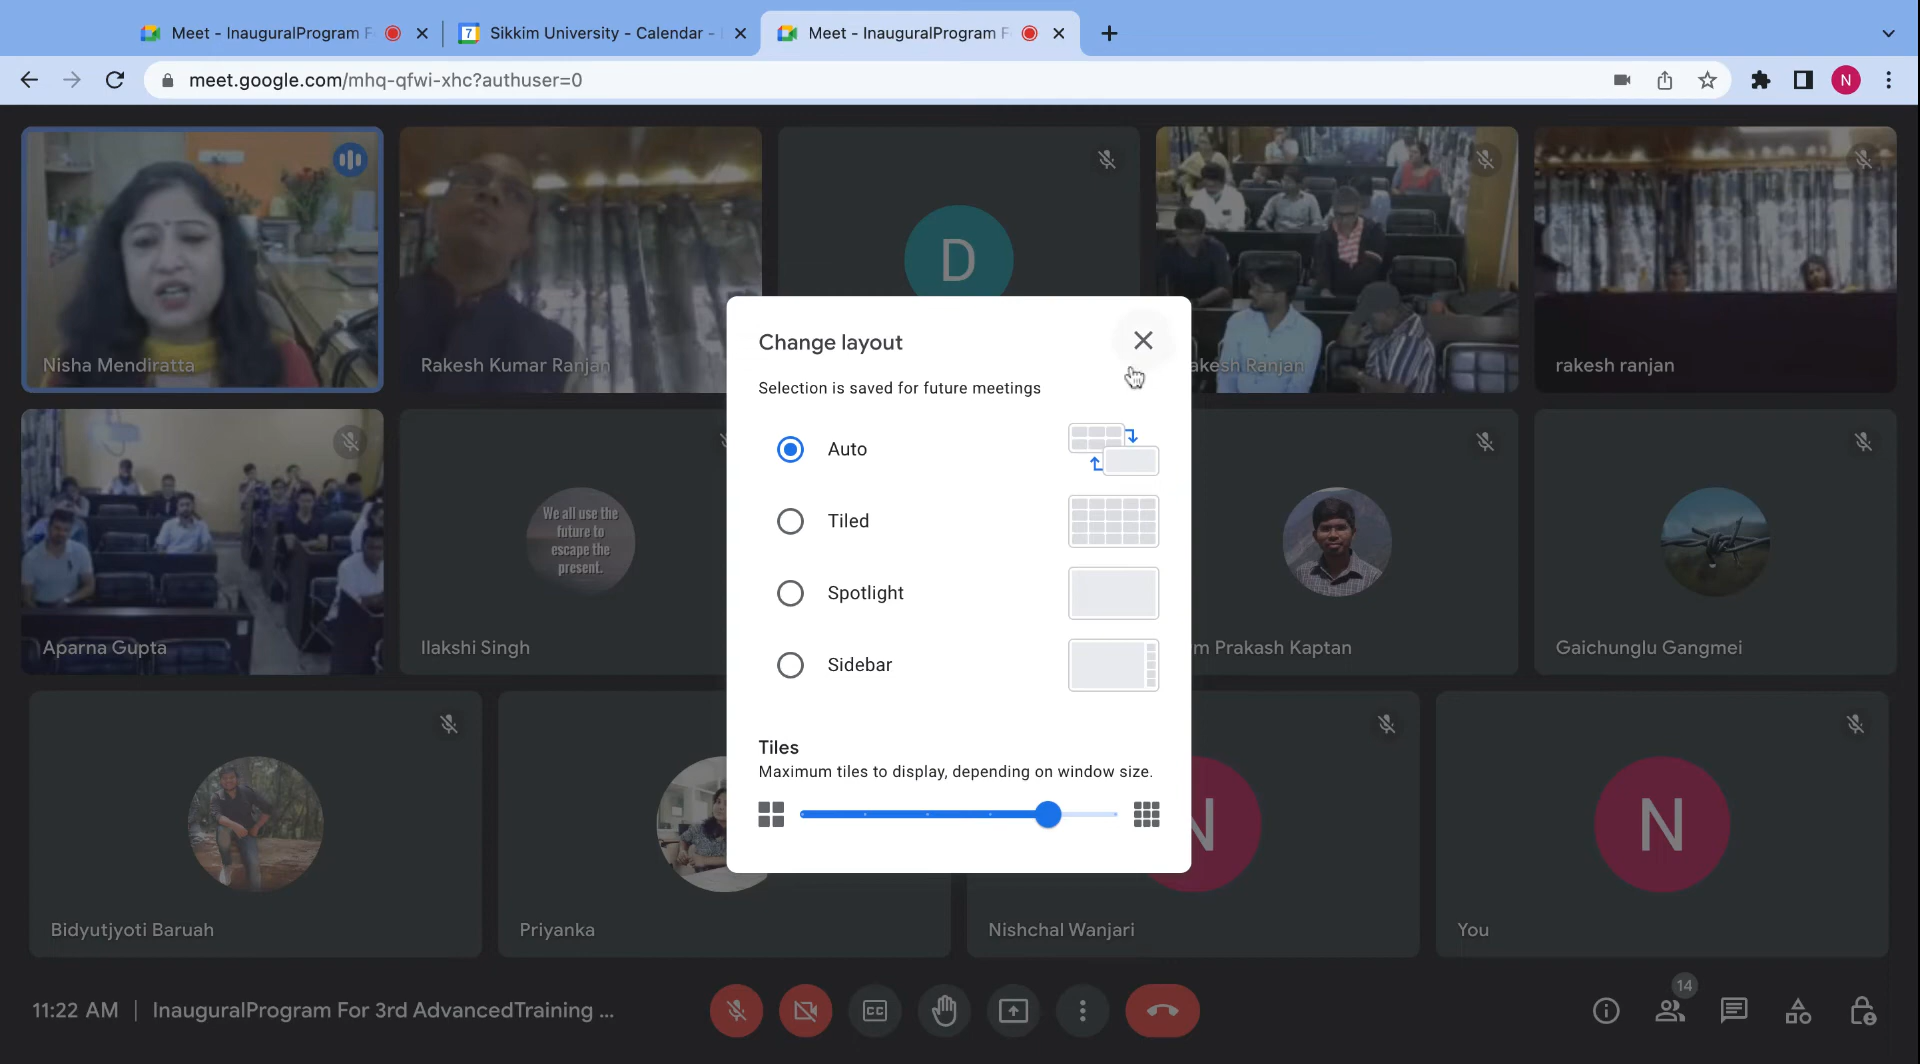 Meet - InauguralProgram F
Sikkim University - Calendar -
Meet - InauguralProgram F
meet.google.com/mhq-qfwi-xhc?authuser=0
N
D
Nisha Mendiratta
Rakesh Kumar Ranjan
akesh Ranjan
rakesh ranjan
Change layout
Selection is saved for future meetings
Auto
Tiled
Spotlight
Sidebar
Tiles
Maximum tiles to display, depending on window size.
Aparna Gupta
We all use the
future to
escape the
present.
Ilakshi Singh
m Prakash Kaptan
Gaichunglu Gangmei
Bidyutjyoti Baruah
Priyanka
N
Nishchal Wanjari
N
You
11:22 AM | InauguralProgram For 3rd AdvancedTraining ...
CC
14